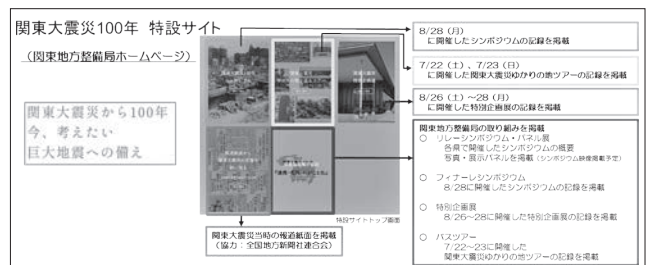 関東大震災100年 特設サイト
（関東地方整備局ホームページ）
関東大震災から100年
今、考えたい
巨大地震への備え
特設サイトトップ画面
関東大震災当時の報道紙面を掲載
（協力：全国地方新聞社連合会）
8/28（月）
に開催したシンポジウムの記録を掲載
7/22（土）、7/23（日）
に開催した関東大震災ゆかりの地ツアーの記録を掲載
8/26（土）～28（月）
に開催した特別企画展の記録を掲載
関東地方整備局の取り組みを掲載
○ リレーシンポジウム・パネル展
各県で開催したシンポジウムの概要
写真・展示パネルを掲載（シンポジウム映像掲載予定）
○ フィナーレシンポジウム
8/28に開催したシンポジウムの記録を掲載
○ 特別企画展
8/26～28に開催した特別企画展の記録を掲載
○ バスツアー
7/22～23に開催した
関東大震災ゆかりの地ツアーの記録を掲載